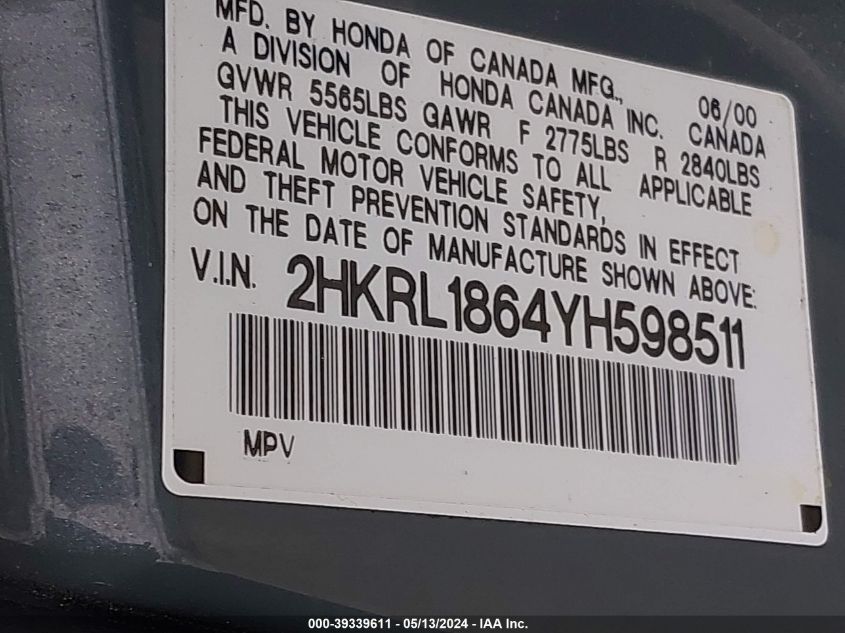 MFD. BY HONDA OF CANADA MFG., 06/00
A DIVISION OF HONDA CANADA INC. CANADA
GVWR 5565LBS GAWR F 2775LBS R 2840LBS
THIS VEHICLE CONFORMS TO ALL APPLICABLE
FEDERAL MOTOR VEHICLE SAFETY,
AND THEFT PREVENTION STANDARDS IN EFFECT
ON THE DATE OF MANUFACTURE SHOWN ABOVE:
V.I.N. 2HKRL1864YH598511
MPV
000-39339611 - 05/13/2024 - IAA Inc.